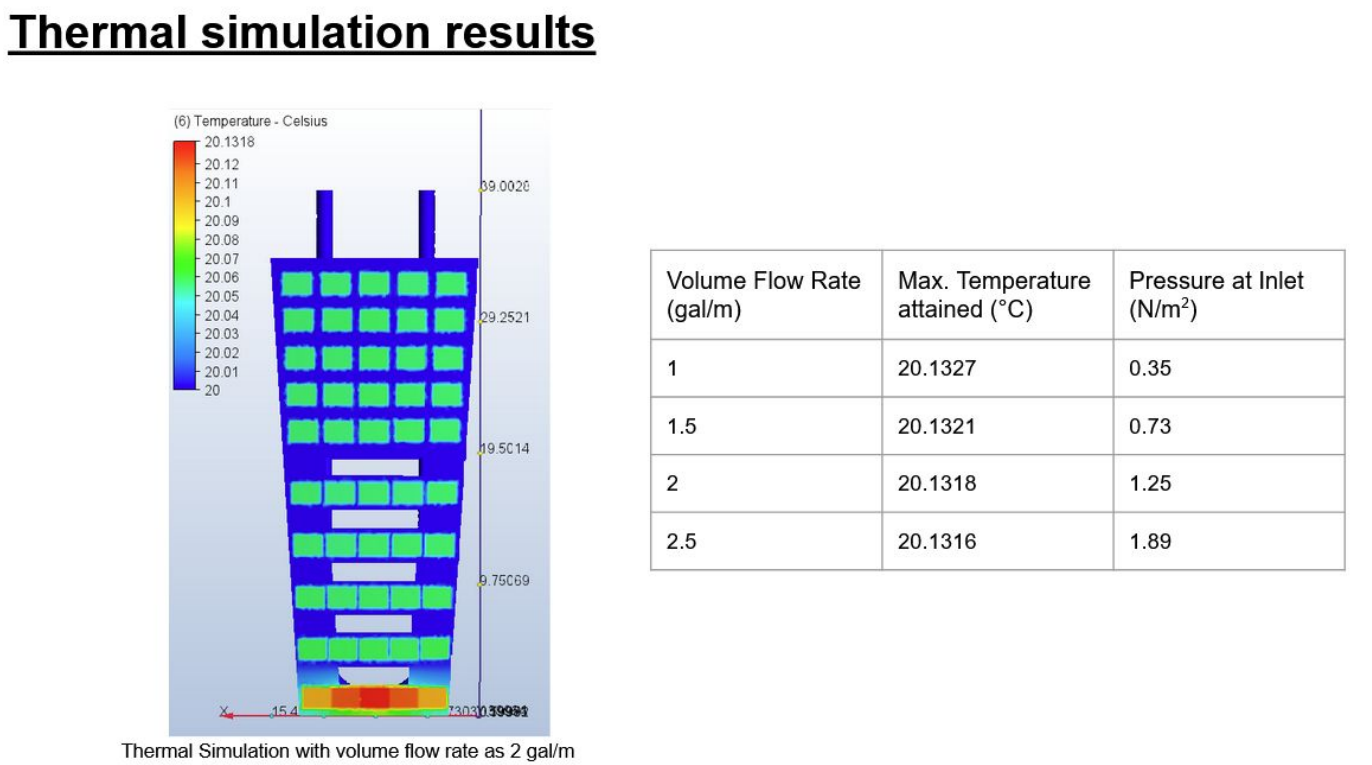 Thermal simulation results
(6) Temperature - Celsius
20.1318
20.12
20.11
20.1
20.09
20.08
20.07
20.06
20.05
20.04
20.03
20.02
20.01
20
29.2521
19.5014
9.75069
X
15.4
Thermal Simulation with volume flow rate as 2 gal/m
Volume Flow Rate (gal/m)
Max. Temperature attained (°C)
Pressure at Inlet (N/m²)
1 20.1327 0.35
1.5 20.1321 0.73
2 20.1318 1.25
2.5 20.1316 1.89